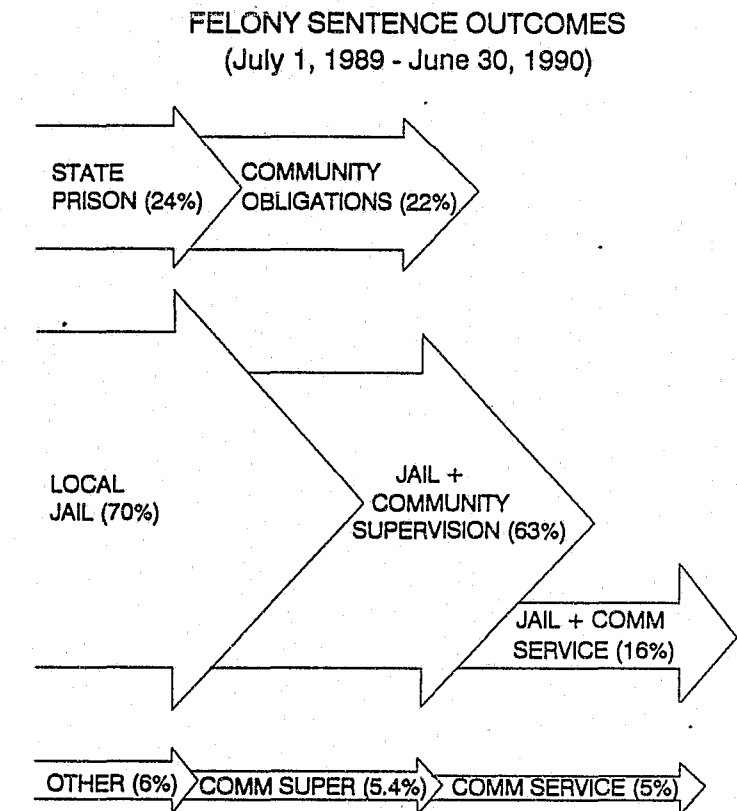 FELONY SENTENCE OUTCOMES
(July 1, 1989 - June 30, 1990)
STATE
PRISON (24%)
COMMUNITY
OBLIGATIONS (22%)
LOCAL
JAIL (70%)
JAIL +
COMMUNITY
SUPERVISION (63%)
JAIL + COMM
SERVICE (16%)
OTHER (6%)
COMM SUPER (5.4%)
COMM SERVICE (5%)